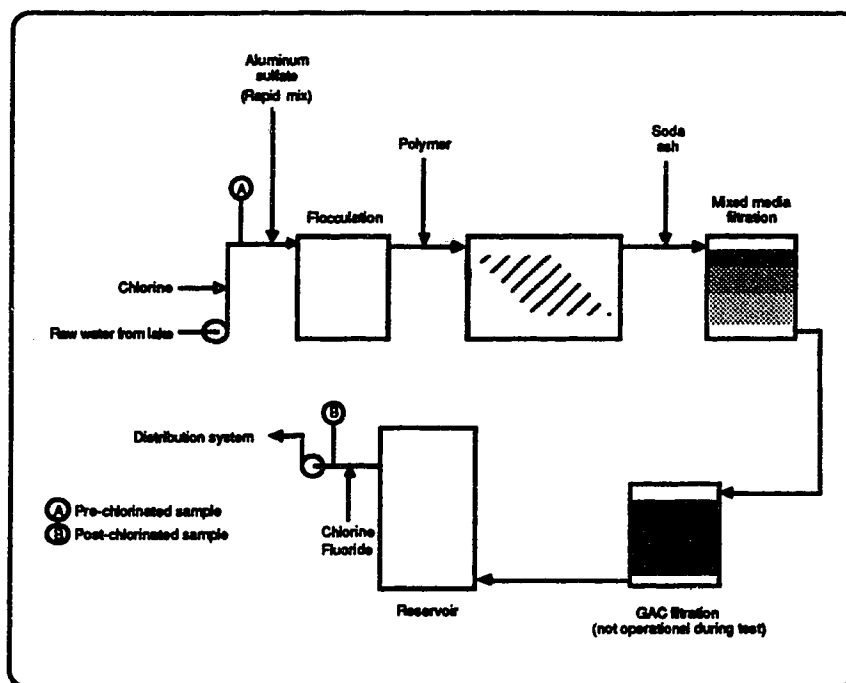 Aluminum
sulfate
(Rapid mix)
Polymer
Soda
ash
Mixed media
filtration
A
Flocculation
Chlorine
Raw water from lake
B
Distribution system
A Pre-chlorinated sample
B Post-chlorinated sample
Chlorine
Fluoride
Reservoir
GAC filtration
(not operational during test)